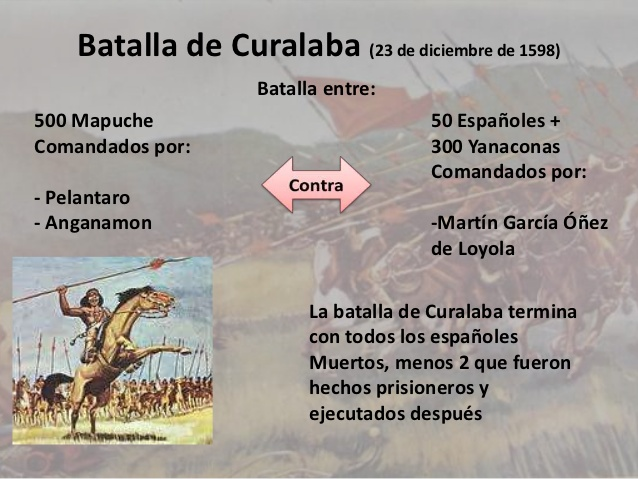 Batalla de Curalaba (23 de diciembre de 1598)
Batalla entre:
500 Mapuche
Comandados por:
- Pelantaro
- Anganamon
Contra
50 Españoles +
300 Yanaconas
Comandados por:
-Martín García Óñez
de Loyola
La batalla de Curalaba termina
con todos los españoles
Muertos, menos 2 que fueron
hechos prisioneros y
ejecutados después